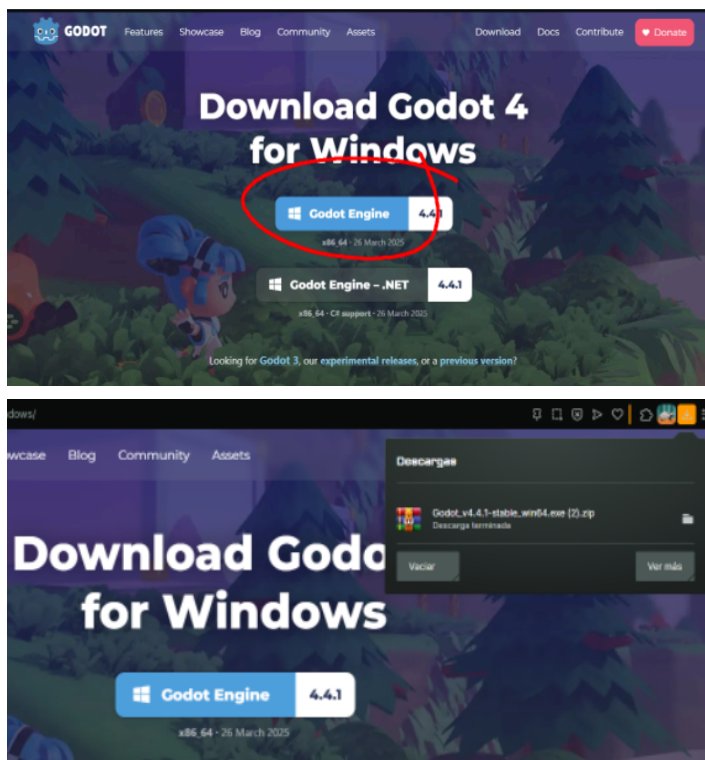 GODOT Features Showcase Blog Community Assets Download Docs Contribute Donate
Download Godot 4
for Windows
Godot Engine 4.4.1
x86_64 · 26 March 2025
Godot Engine – .NET 4.4.1
x86_64 · C# support · 26 March 2025
Looking for Godot 3, our experimental releases, or a previous version?
dows/
owcase Blog Community Assets
Descargas
Godot_v4.4.1-stable_win64.exe (2).zip
Descarga terminada
Vaciar Ver más
Download Godo
for Windows
Godot Engine 4.4.1
x86_64 · 26 March 2025